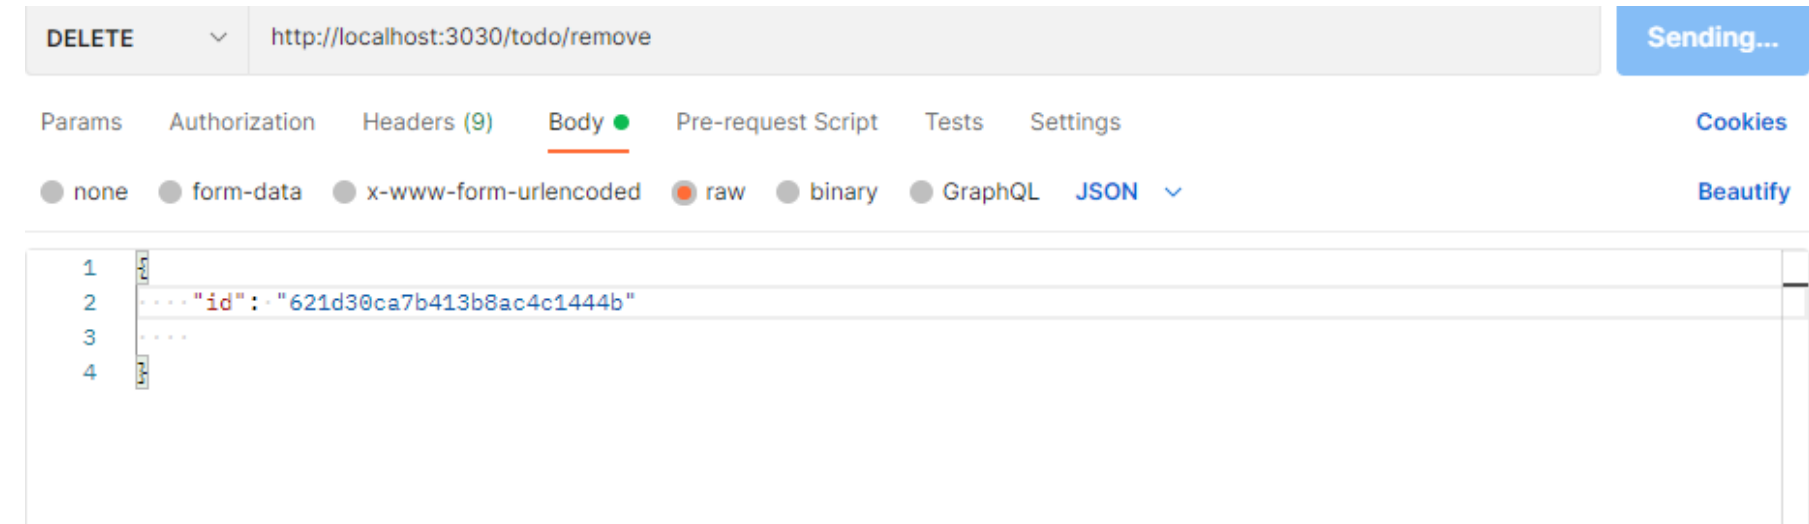 DELETE http://localhost:3030/todo/remove Sending...
Params Authorization Headers (9) Body Pre-request Script Tests Settings Cookies
none form-data x-www-form-urlencoded raw binary GraphQL JSON Beautify
1 {
2 "id": "621d30ca7b413b8ac4c1444b"
3
4 }